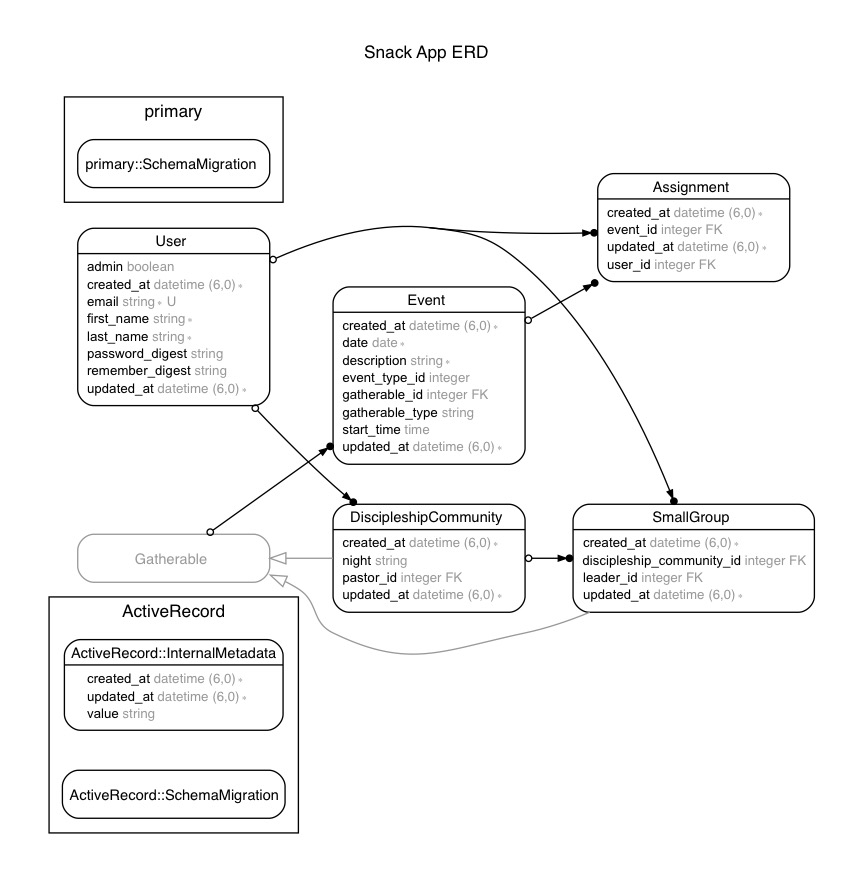 Snack App ERD
primary
primary::SchemaMigration
User
admin boolean
created_at datetime (6,0) ∗
email string ∗ U
first_name string ∗
last_name string ∗
password_digest string
remember_digest string
updated_at datetime (6,0) ∗
Assignment
created_at datetime (6,0) ∗
event_id integer FK
updated_at datetime (6,0) ∗
user_id integer FK
Event
created_at datetime (6,0) ∗
date date ∗
description string ∗
event_type_id integer
gatherable_id integer FK
gatherable_type string
start_time time
updated_at datetime (6,0) ∗
Gatherable
DiscipleshipCommunity
created_at datetime (6,0) ∗
night string
pastor_id integer FK
updated_at datetime (6,0) ∗
SmallGroup
created_at datetime (6,0) ∗
discipleship_community_id integer FK
leader_id integer FK
updated_at datetime (6,0) ∗
ActiveRecord
ActiveRecord::InternalMetadata
created_at datetime (6,0) ∗
updated_at datetime (6,0) ∗
value string
ActiveRecord::SchemaMigration